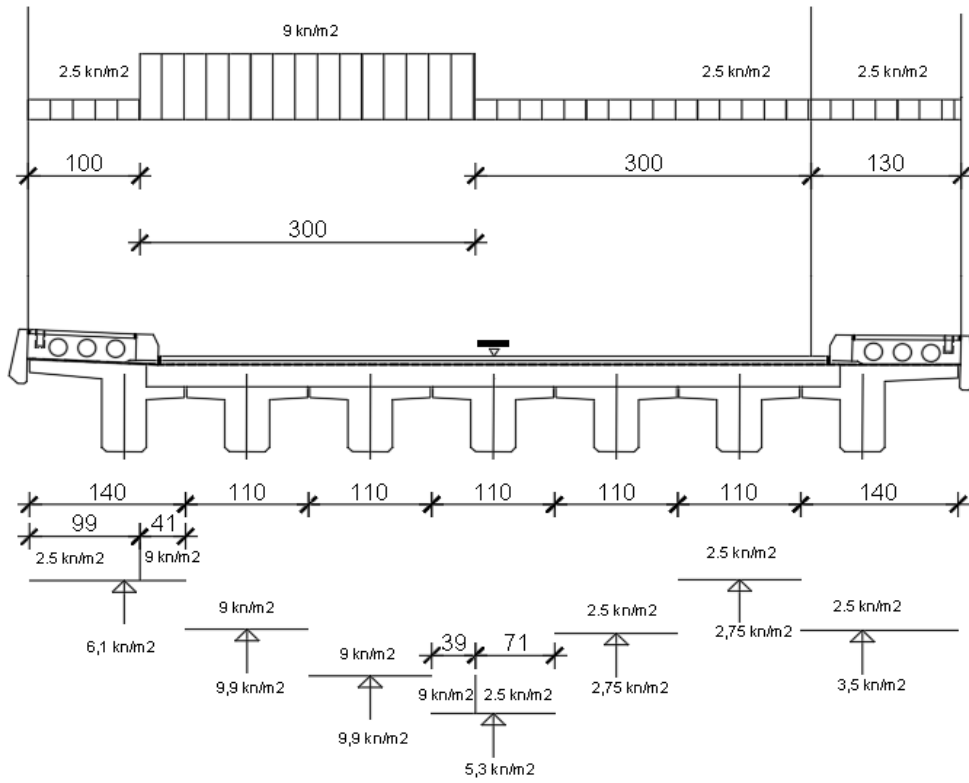 9 kn/m2
2.5 kn/m2
2.5 kn/m2
2.5 kn/m2
100
300
130
300
140
110
110
110
110
110
140
99
41
2.5 kn/m2
9 kn/m2
2.5 kn/m2
9 kn/m2
2.5 kn/m2
2.5 kn/m2
6,1 kn/m2
2,75 kn/m2
39
71
9 kn/m2
9,9 kn/m2
9 kn/m2
2.5 kn/m2
2,75 kn/m2
3,5 kn/m2
9,9 kn/m2
5,3 kn/m2